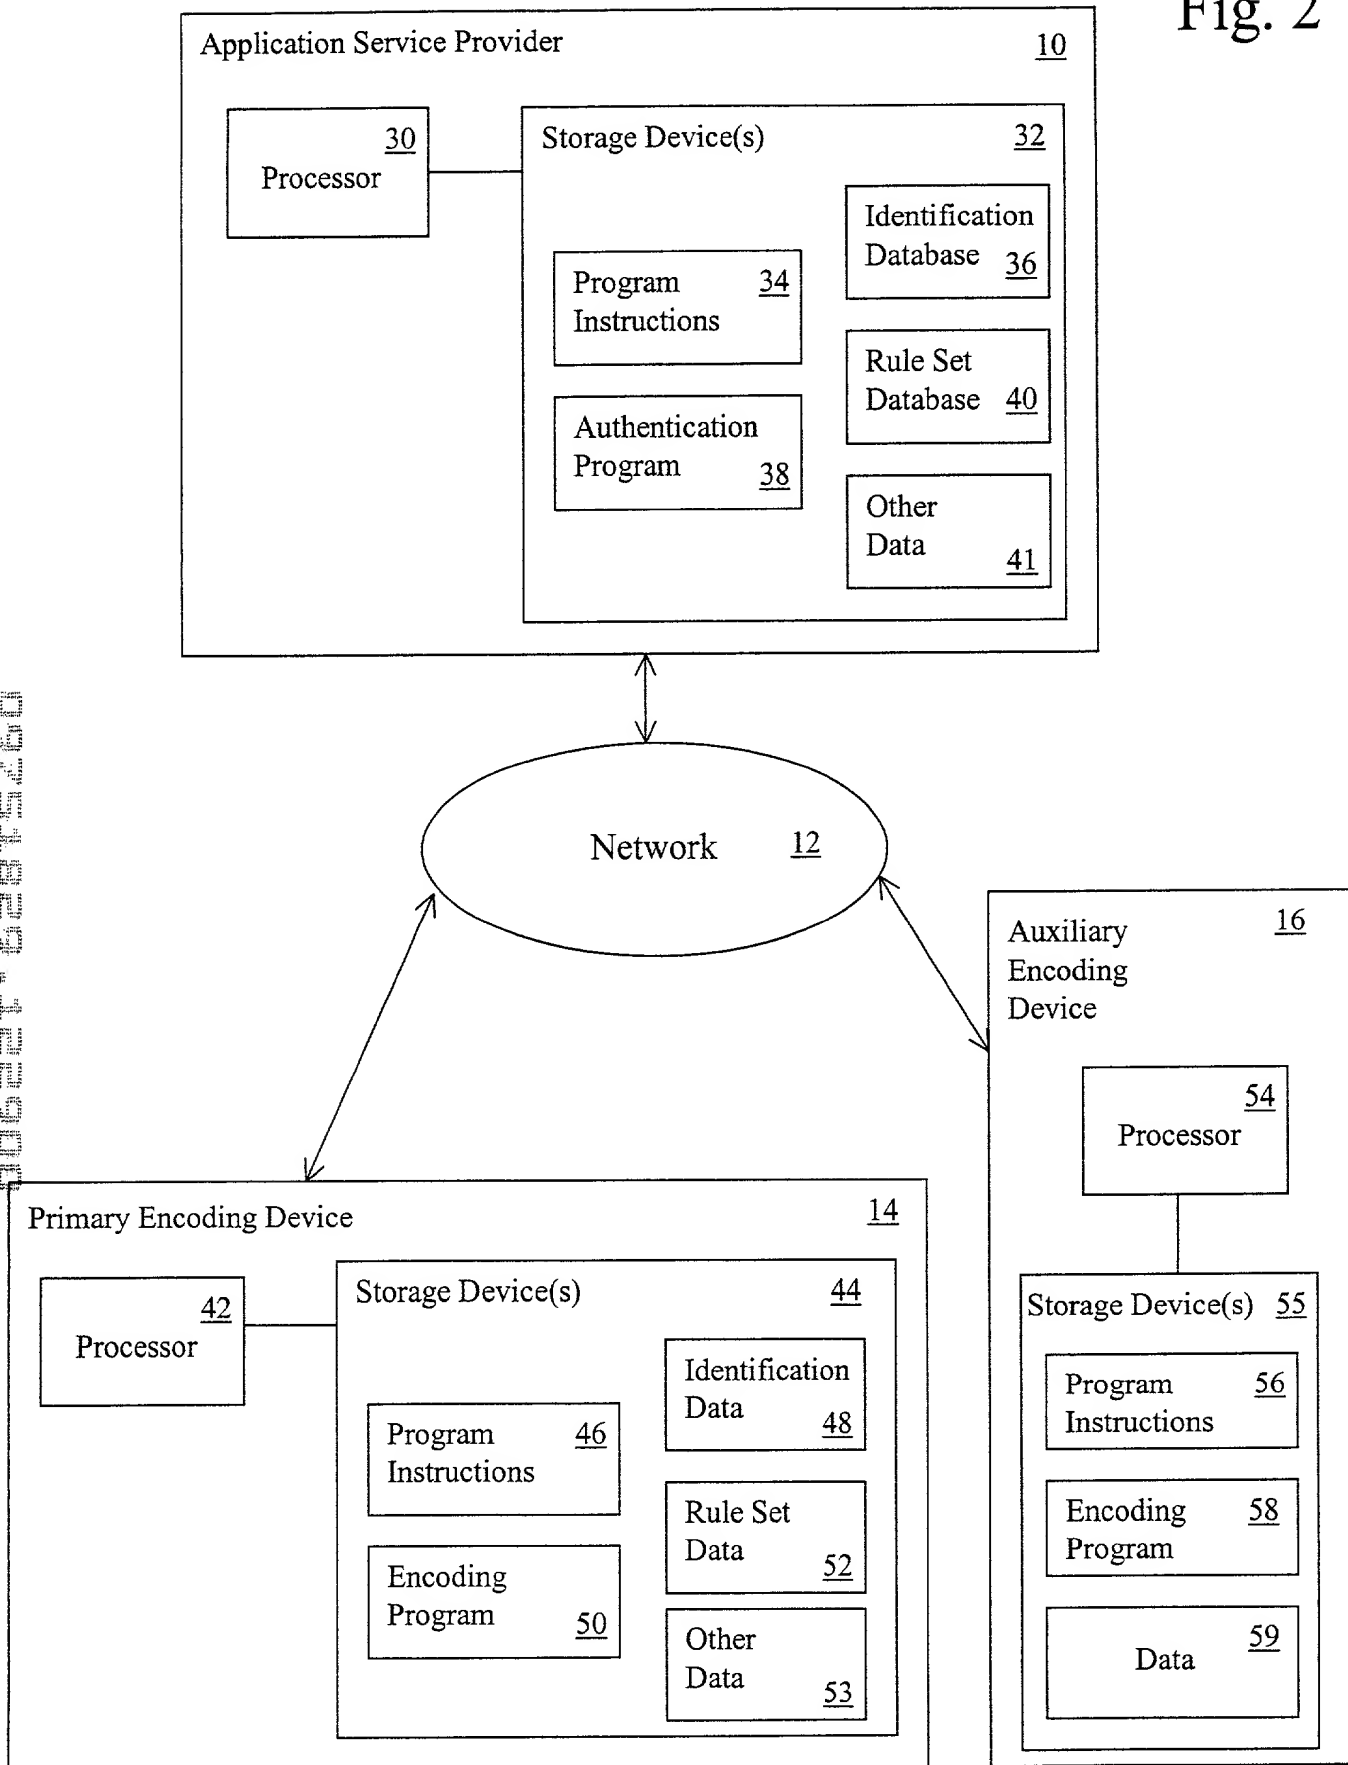 Fig. 2
Application Service Provider 10
30
Processor
Storage Device(s) 32
Identification
Database 36
Program 34
Instructions
Rule Set
Database 40
Authentication
Program 38
Other
Data 41
Network 12
Auxiliary 16
Encoding
Device
54
Processor
Storage Device(s) 55
Program 56
Instructions
Encoding 58
Program
59
Data
Primary Encoding Device 14
42
Processor
Storage Device(s) 44
Identification
Data 48
Program 46
Instructions
Rule Set
Data 52
Encoding
Program 50
Other
Data 53